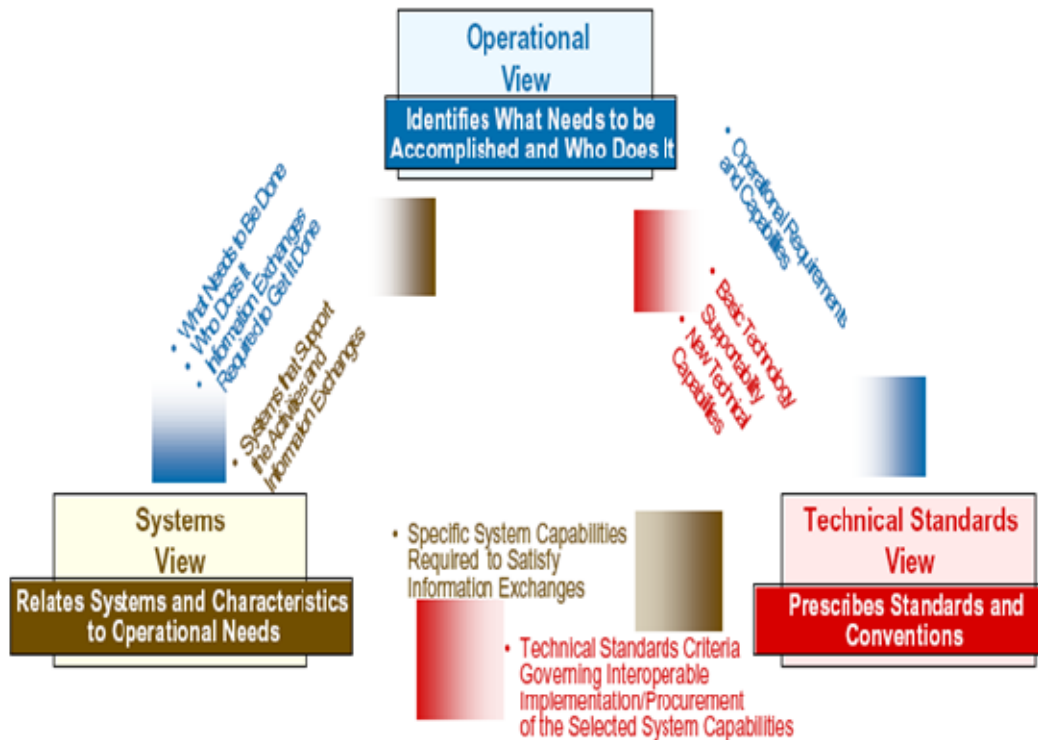 Operational
View
Identifies What Needs to be
Accomplished and Who Does It
• What Needs to Be Done
• Who Does It
• Information Exchanges
Required to Get It Done
• Systems that Support
the Activities and
Information Exchanges
• Operational Requirements
and Capabilities
• Basic Technology
Supportability
• New Technical
Capabilities
Systems
View
Relates Systems and Characteristics
to Operational Needs
• Specific System Capabilities
Required to Satisfy
Information Exchanges
• Technical Standards Criteria
Governing Interoperable
Implementation/Procurement
of the Selected System Capabilities
Technical Standards
View
Prescribes Standards and
Conventions